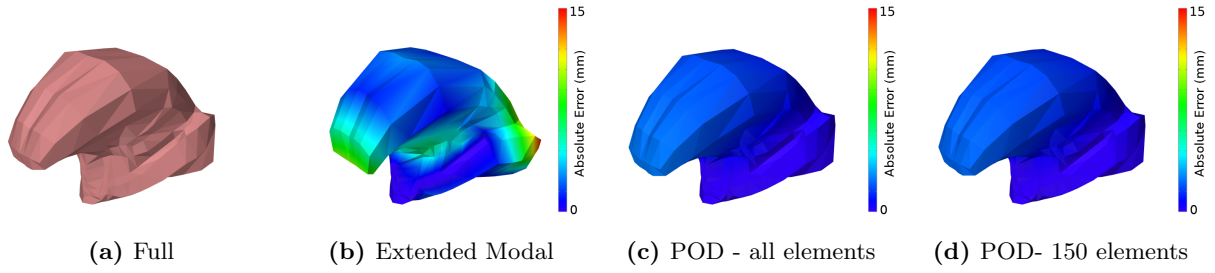 15
Absolute Error (mm)
0
15
Absolute Error (mm)
0
15
Absolute Error (mm)
0
(a) Full
(b) Extended Modal
(c) POD - all elements
(d) POD- 150 elements